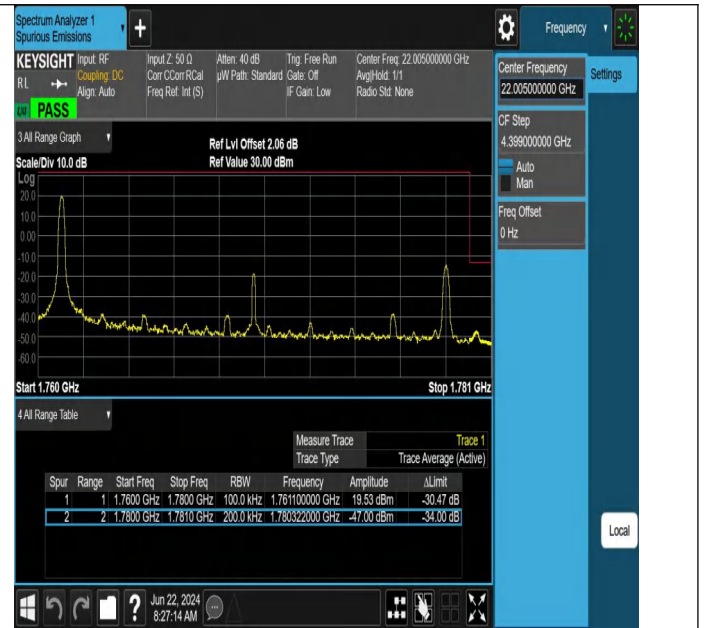 Spectrum Analyzer 1
Spurious Emissions
Frequency
KEYSIGHT Input: RF Input Z: 50 Ω Atten: 40 dB Trig: Free Run Center Freq: 22.005000000 GHz
RL Coupling: DC Corr CCorr RCal µW Path: Standard Gate: Off Avg|Hold: 1/1
Align: Auto Freq Ref: Int (S) IF Gain: Low Radio Std: None
PASS
Center Frequency
22.005000000 GHz
Settings
CF Step
4.399000000 GHz
Auto
Man
Freq Offset
0 Hz
3 All Range Graph
Ref Lvl Offset 2.06 dB
Scale/Div 10.0 dB Ref Value 30.00 dBm
Log
20.0
10.0
0.00
-10.0
-20.0
-30.0
-40.0
-50.0
-60.0
Start 1.760 GHz Stop 1.781 GHz
4 All Range Table
Measure Trace Trace 1
Trace Type Trace Average (Active)
Spur Range Start Freq Stop Freq RBW Frequency Amplitude ΔLimit
1 1 1.7600 GHz 1.7800 GHz 100.0 kHz 1.761100000 GHz 19.53 dBm -30.47 dB
2 2 1.7800 GHz 1.7810 GHz 200.0 kHz 1.780322000 GHz -47.00 dBm -34.00 dB
Local
?
Jun 22, 2024
8:27:14 AM